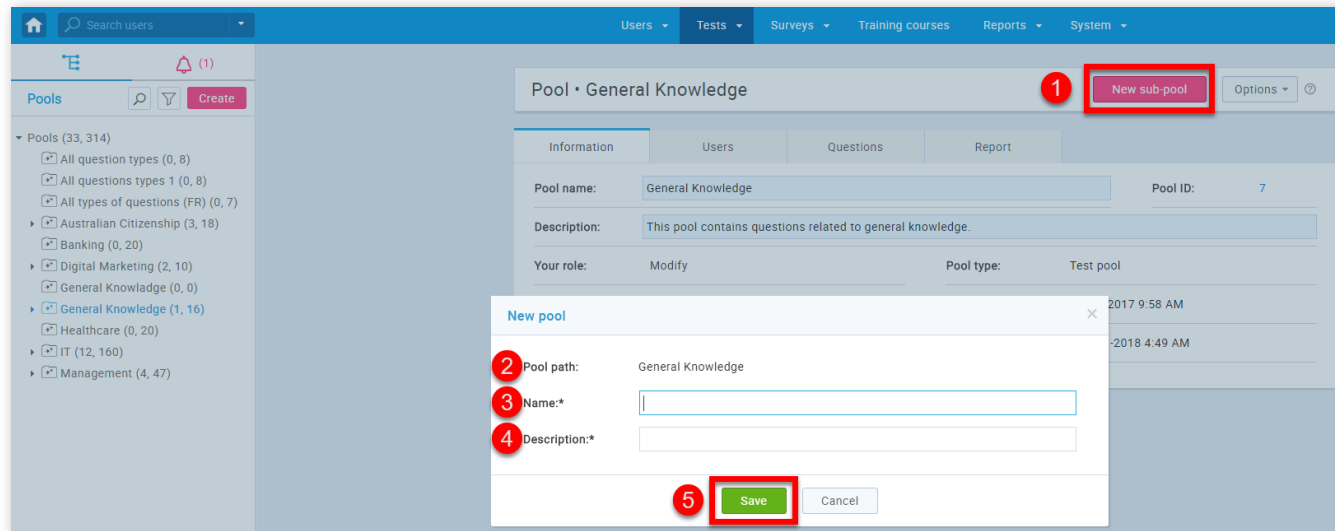 Search users
Users
Tests
Surveys
Training courses
Reports
System
(1)
Pools
Create
Pools (33, 314)
All question types (0, 8)
All questions types 1 (0, 8)
All types of questions (FR) (0, 7)
Australian Citizenship (3, 18)
Banking (0, 20)
Digital Marketing (2, 10)
General Knowladge (0, 0)
General Knowledge (1, 16)
Healthcare (0, 20)
IT (12, 160)
Management (4, 47)
Pool • General Knowledge
1
New sub-pool
Options
?
Information
Users
Questions
Report
Pool name: General Knowledge
Pool ID: 7
Description: This pool contains questions related to general knowledge.
Your role: Modify
Pool type: Test pool
2017 9:58 AM
-2018 4:49 AM
New pool
×
2 Pool path: General Knowledge
3 Name:*
4 Description:*
5 Save
Cancel